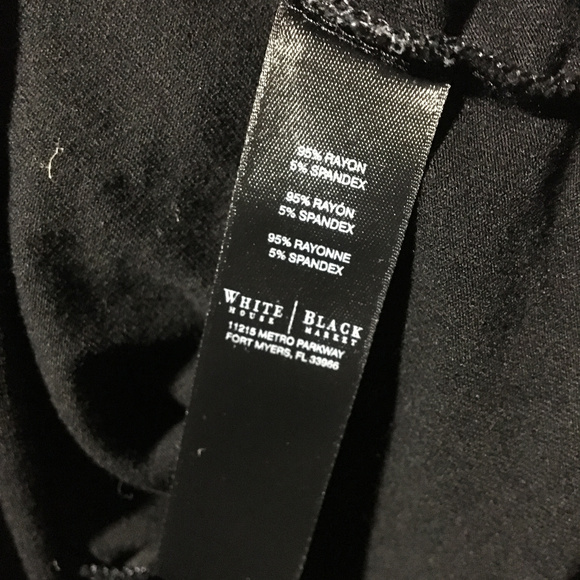 95% RAYON
5% SPANDEX
95% RAYÓN
5% SPANDEX
95% RAYONNE
5% SPANDEX
WHITE | BLACK
HOUSE MARKET
11215 METRO PARKWAY
FORT MYERS, FL 33966